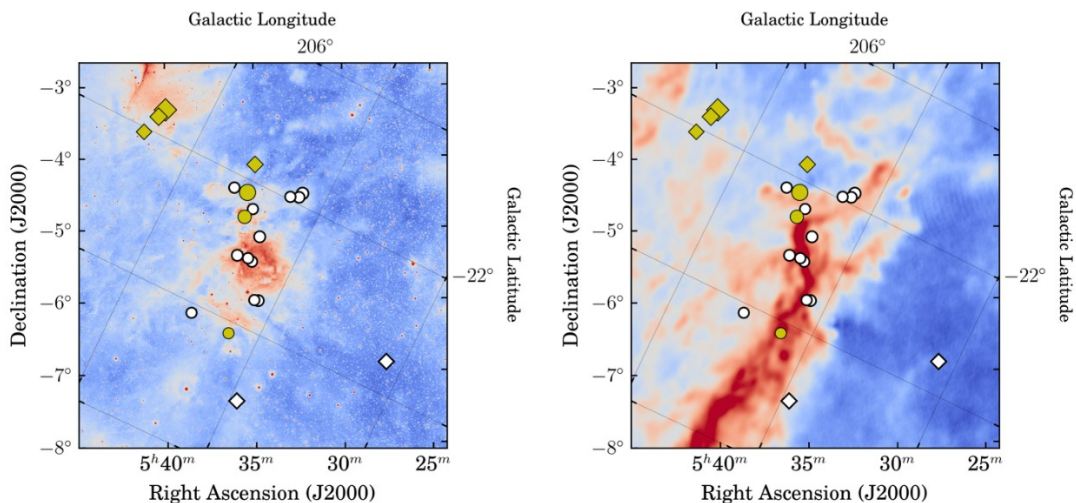 Galactic Longitude
206°
−3°
−4°
−5°
−6°
−7°
−8°
Declination (J2000)
Galactic Latitude
−22°
5ʰ40ᵐ
35ᵐ
30ᵐ
25ᵐ
Right Ascension (J2000)
Galactic Longitude
206°
−3°
−4°
−5°
−6°
−7°
−8°
Declination (J2000)
Galactic Latitude
−22°
5ʰ40ᵐ
35ᵐ
30ᵐ
25ᵐ
Right Ascension (J2000)